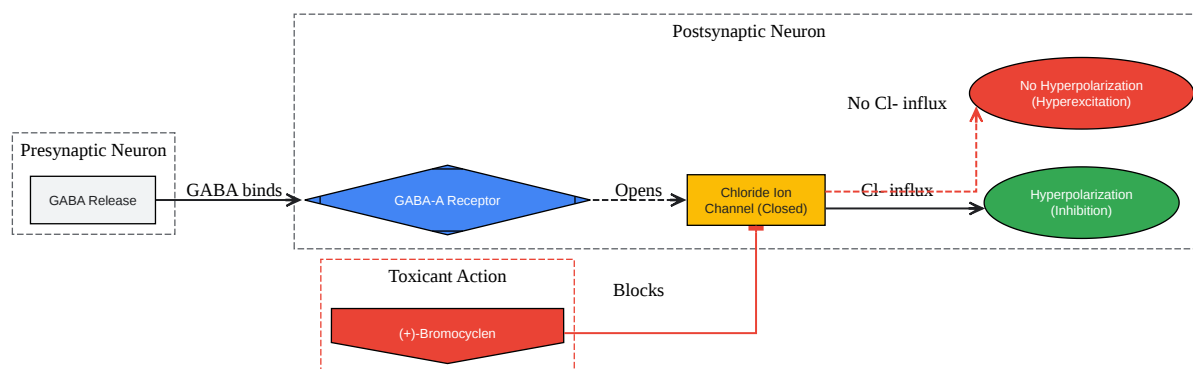 Postsynaptic Neuron
No Hyperpolarization
(Hyperexcitation)
No Cl- influx
Presynaptic Neuron
GABA Release
GABA binds
GABA-A Receptor
Opens
Chloride Ion
Channel (Closed)
Cl- influx
Hyperpolarization
(Inhibition)
Toxicant Action
Blocks
(+)-Bromocyclen